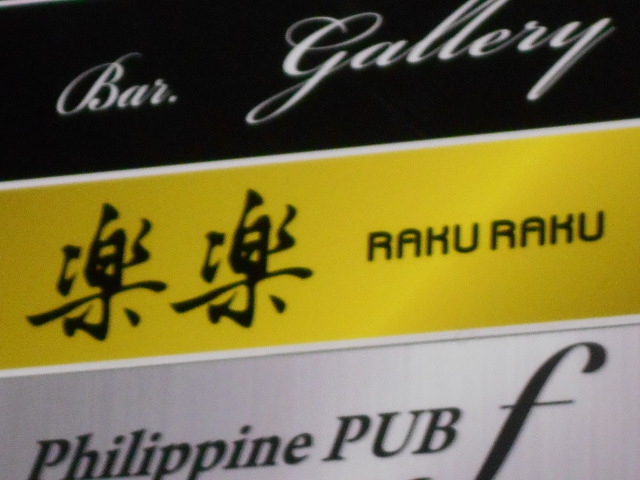 Bar. Gallery
楽楽 RAKU RAKU
Philippine PUB f